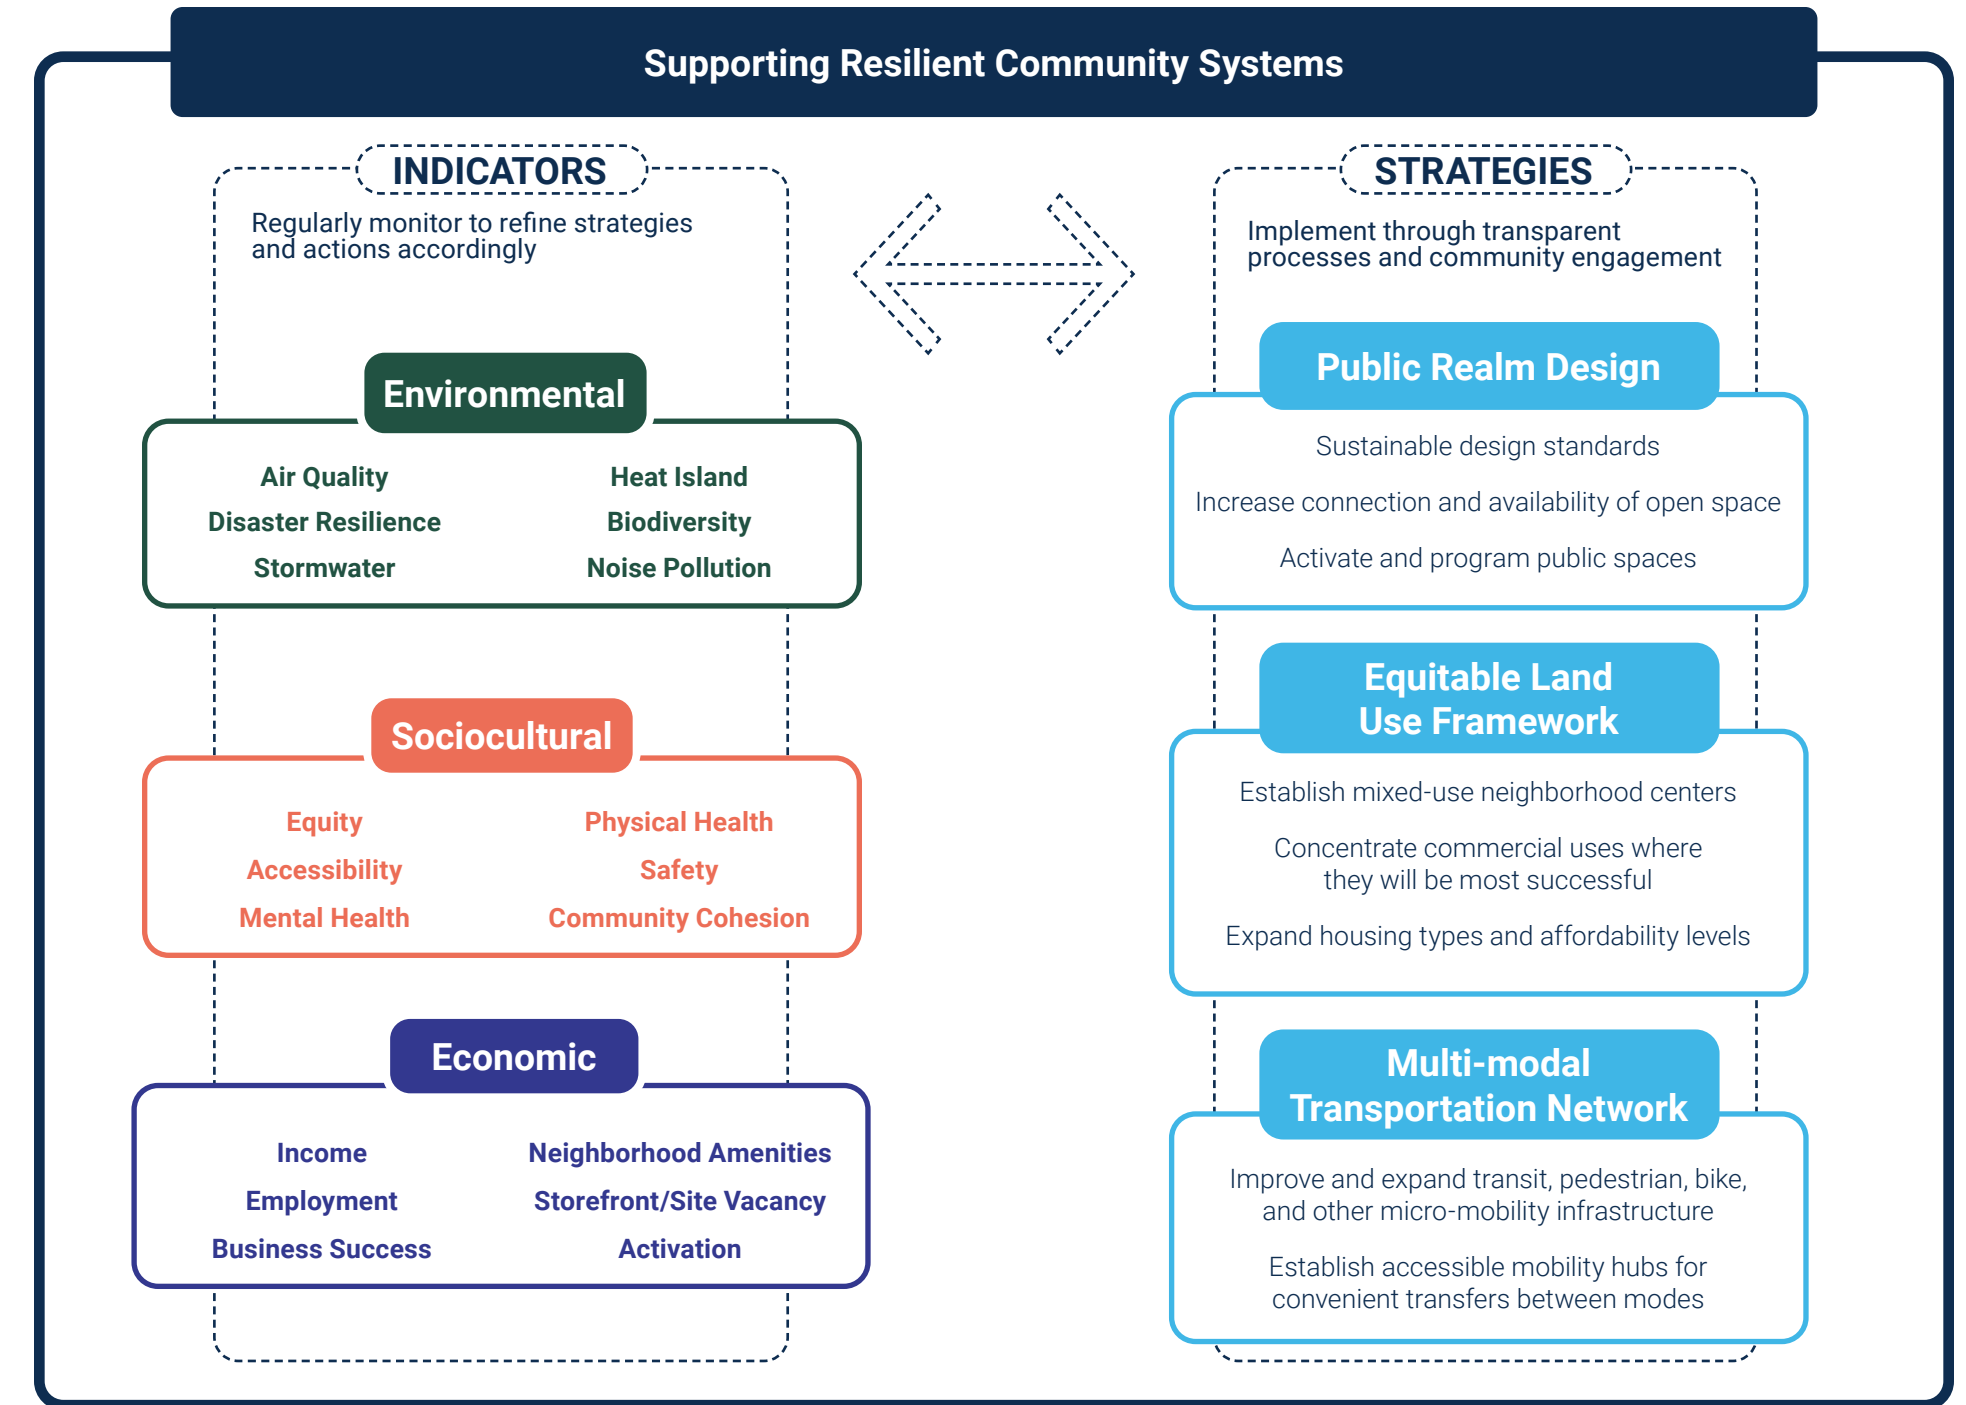 Supporting Resilient Community Systems
INDICATORS
Regularly monitor to refine strategies
and actions accordingly
Environmental
Air Quality
Heat Island
Disaster Resilience
Biodiversity
Stormwater
Noise Pollution
Sociocultural
Equity
Physical Health
Accessibility
Safety
Mental Health
Community Cohesion
Economic
Income
Neighborhood Amenities
Employment
Storefront/Site Vacancy
Business Success
Activation
STRATEGIES
Implement through transparent
processes and community engagement
Public Realm Design
Sustainable design standards
Increase connection and availability of open space
Activate and program public spaces
Equitable Land
Use Framework
Establish mixed-use neighborhood centers
Concentrate commercial uses where
they will be most successful
Expand housing types and affordability levels
Multi-modal
Transportation Network
Improve and expand transit, pedestrian, bike,
and other micro-mobility infrastructure
Establish accessible mobility hubs for
convenient transfers between modes